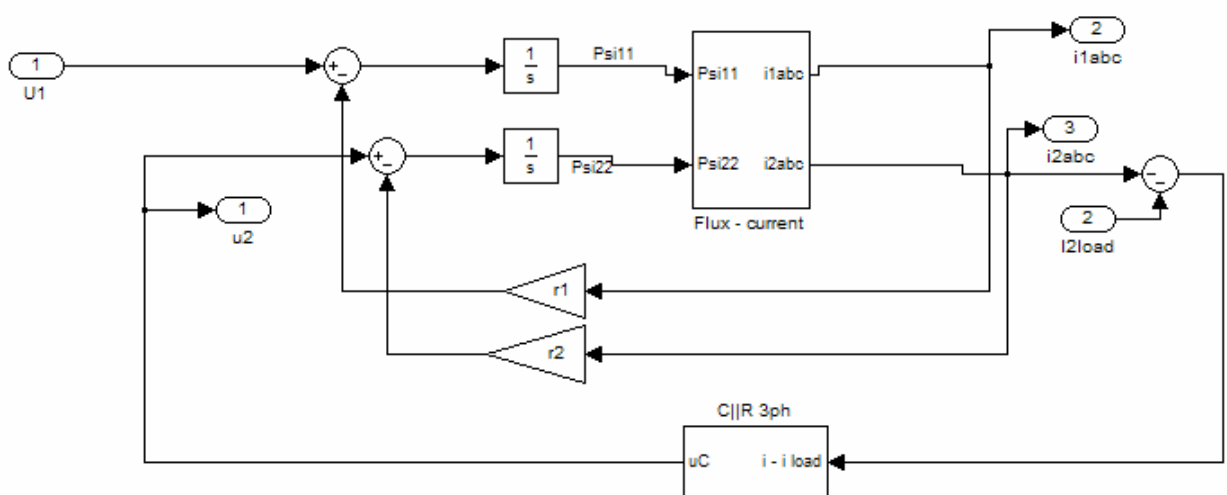 1
U1
+
-
1
s
Psi11
Psi11
i1abc
2
i1abc
+
-
1
s
Psi22
Psi22
i2abc
3
i2abc
-
-
1
u2
Flux - current
2
I2load
r1
r2
C||R 3ph
uC
i - i load